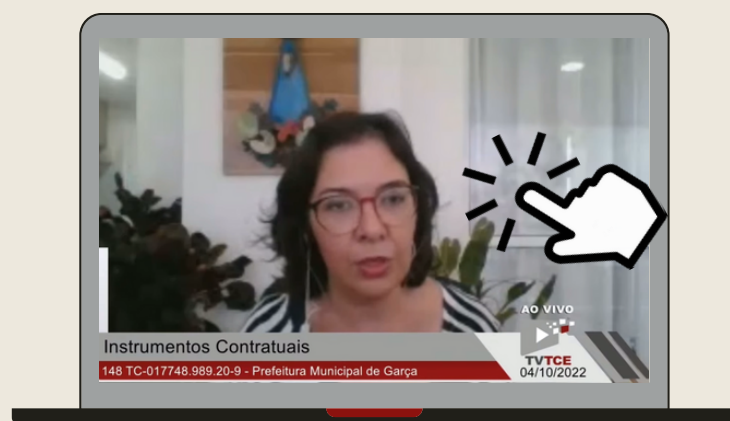 AO VIVO
Instrumentos Contratuais
TVTCE
148 TC-017748.989.20-9 - Prefeitura Municipal de Garça
04/10/2022